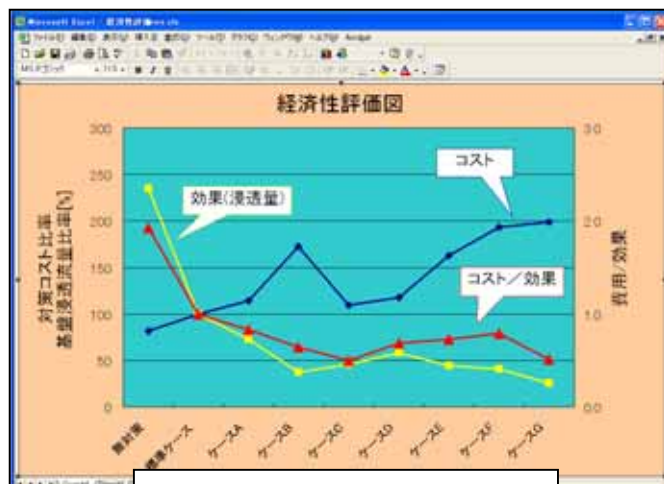 Microsoft Excel
経済性評価図
対策コスト比率
基盤浸透流量比率[%]
300
250
200
150
100
50
0
費用/効果
3.0
2.0
1.0
0.0
コスト
効果(浸透量)
コスト／効果
無対策
標準ケース
ケースA
ケースB
ケースC
ケースD
ケースE
ケースF
ケースG